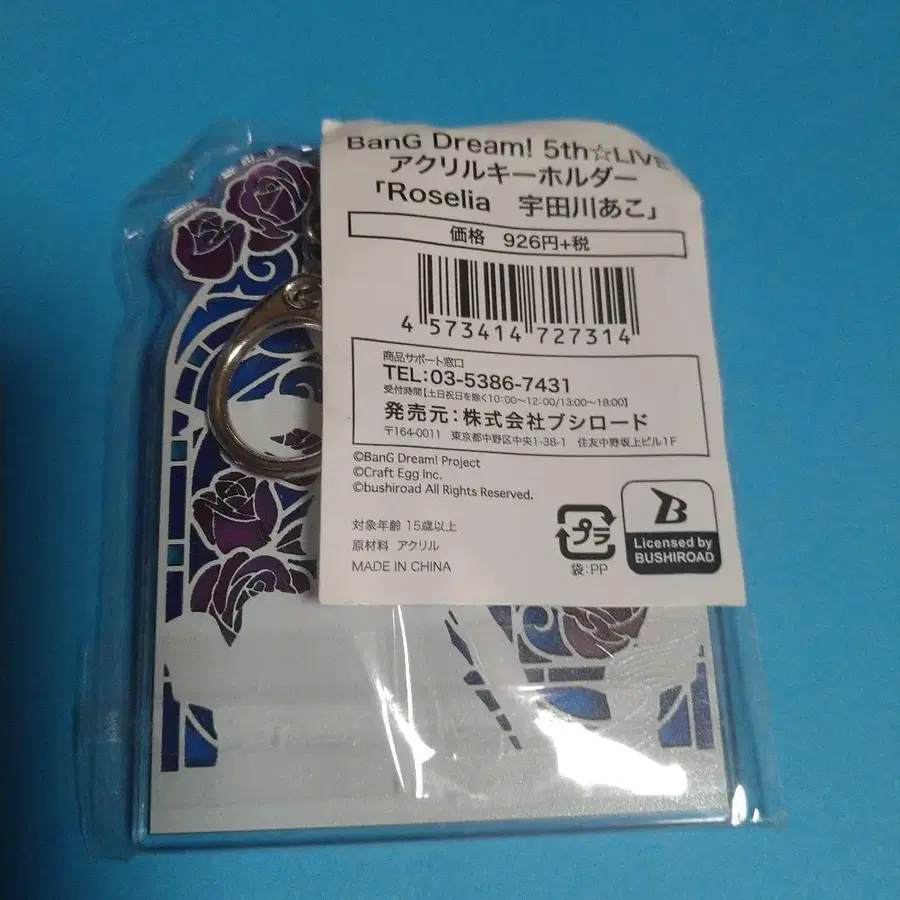 BanG Dream! 5th☆LIVE
アクリルキーホルダー
「Roselia 宇田川あこ」
価格 926円+税
4 573414 727314
商品サポート窓口
TEL:03-5386-7431
受付時間【土日祝日を除く10:00～12:00/13:00～18:00】
発売元:株式会社ブシロード
〒164-0011 東京都中野区中央1-38-1 住友中野坂上ビル1F
©BanG Dream! Project
©Craft Egg Inc.
©bushiroad All Rights Reserved.
対象年齢 15歳以上
原材料 アクリル
MADE IN CHINA
プラ
袋:PP
B
Licensed by
BUSHIROAD